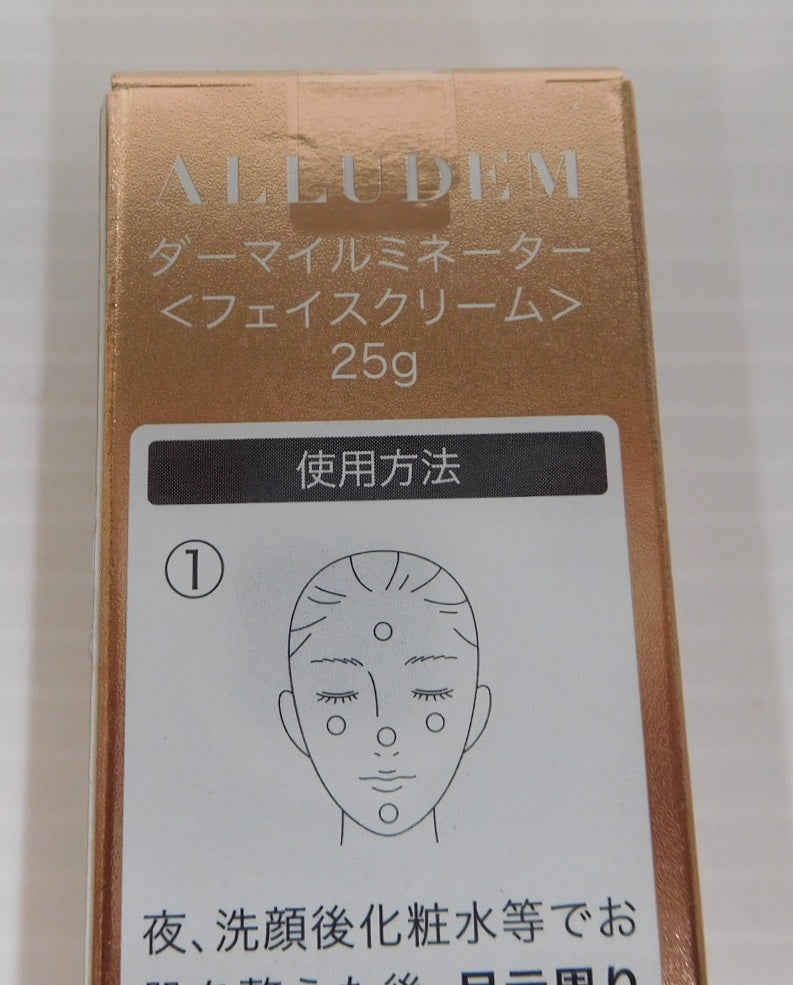 ALLUDEM
ダーマイルミネーター
＜フェイスクリーム＞
25g
使用方法
①
夜、洗顔後化粧水等でお